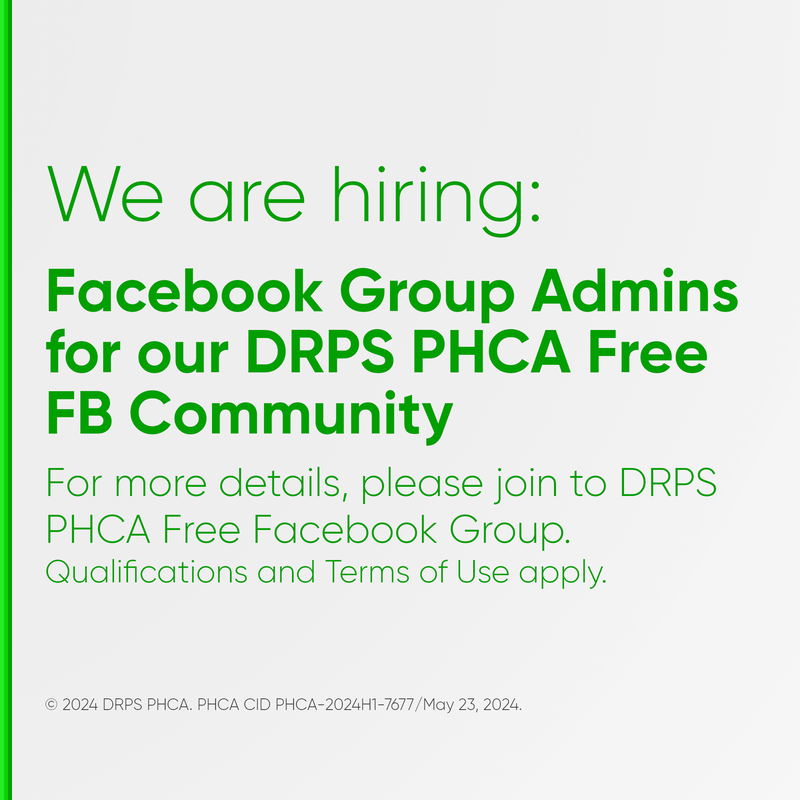 We are hiring:
Facebook Group Admins
for our DRPS PHCA Free
FB Community
For more details, please join to DRPS
PHCA Free Facebook Group.
Qualifications and Terms of Use apply.
© 2024 DRPS PHCA. PHCA CID PHCA-2024H1-7677/May 23, 2024.